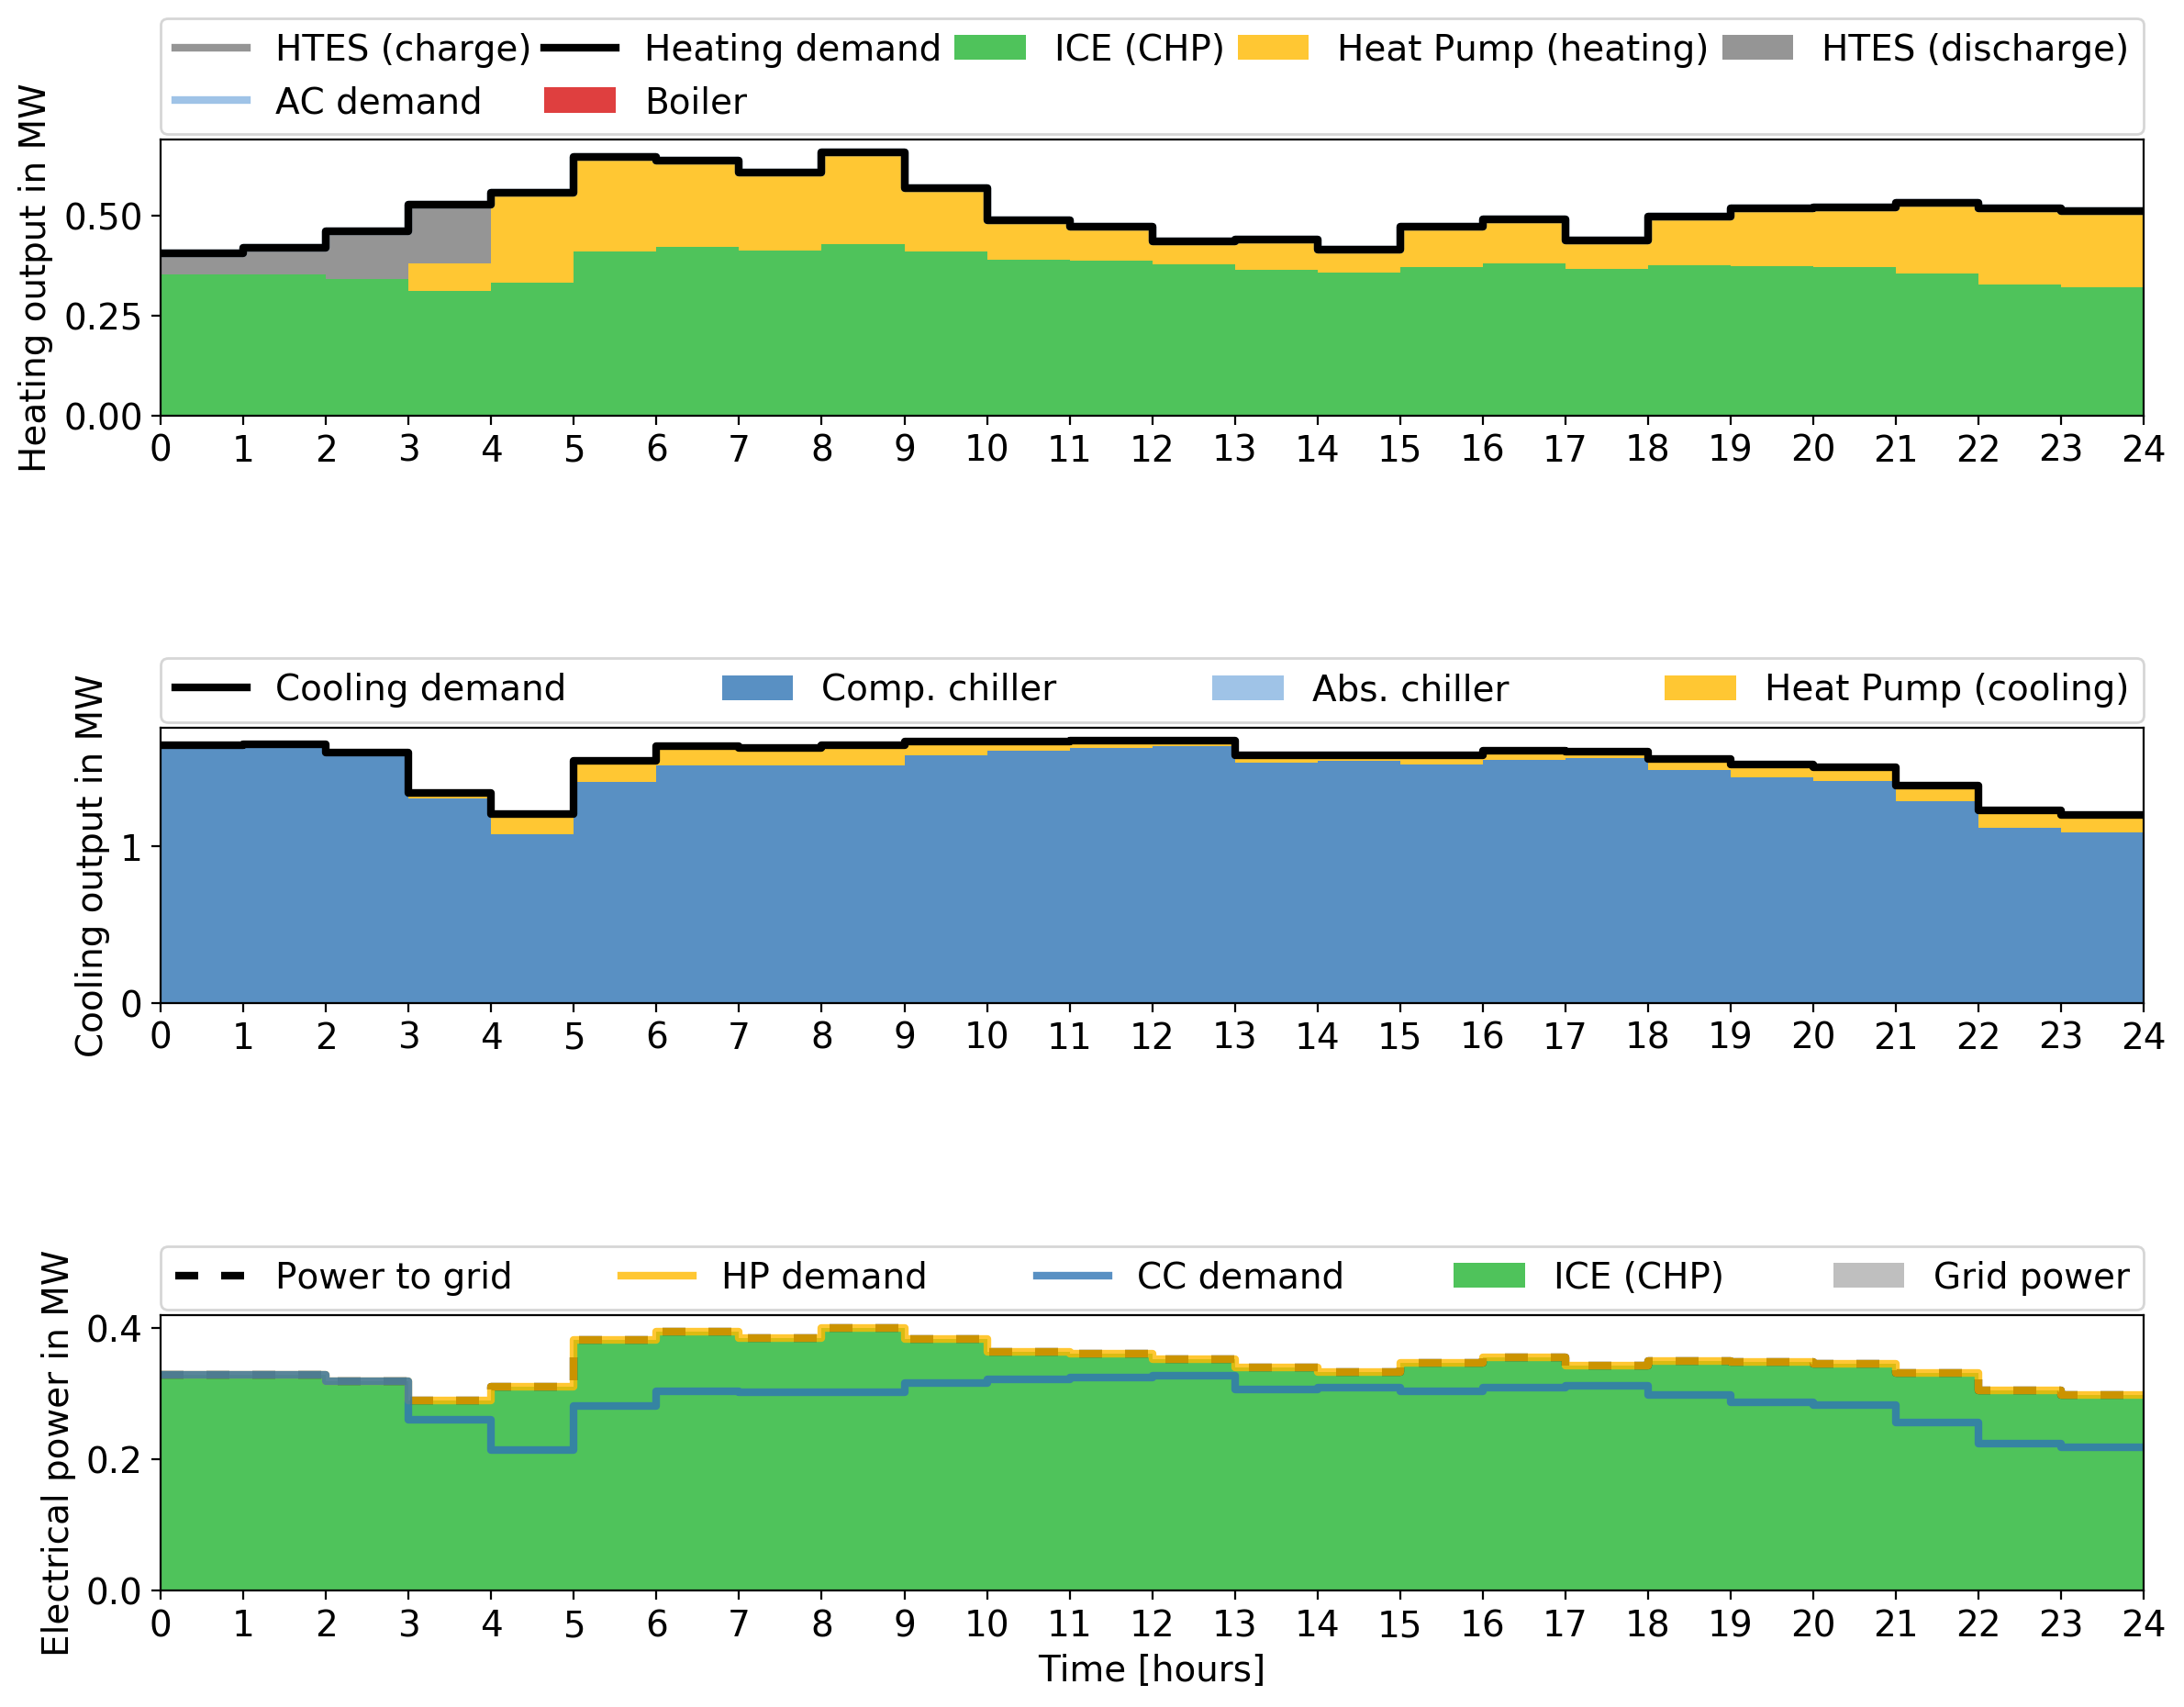 HTES (charge) Heating demand ICE (CHP) Heat Pump (heating) HTES (discharge)
AC demand Boiler
Heating output in MW
0.50
0.25
0.00
0 1 2 3 4 5 6 7 8 9 10 11 12 13 14 15 16 17 18 19 20 21 22 23 24
Cooling demand Comp. chiller Abs. chiller Heat Pump (cooling)
Cooling output in MW
1
0
0 1 2 3 4 5 6 7 8 9 10 11 12 13 14 15 16 17 18 19 20 21 22 23 24
Power to grid HP demand CC demand ICE (CHP) Grid power
Electrical power in MW
0.4
0.2
0.0
0 1 2 3 4 5 6 7 8 9 10 11 12 13 14 15 16 17 18 19 20 21 22 23 24
Time [hours]